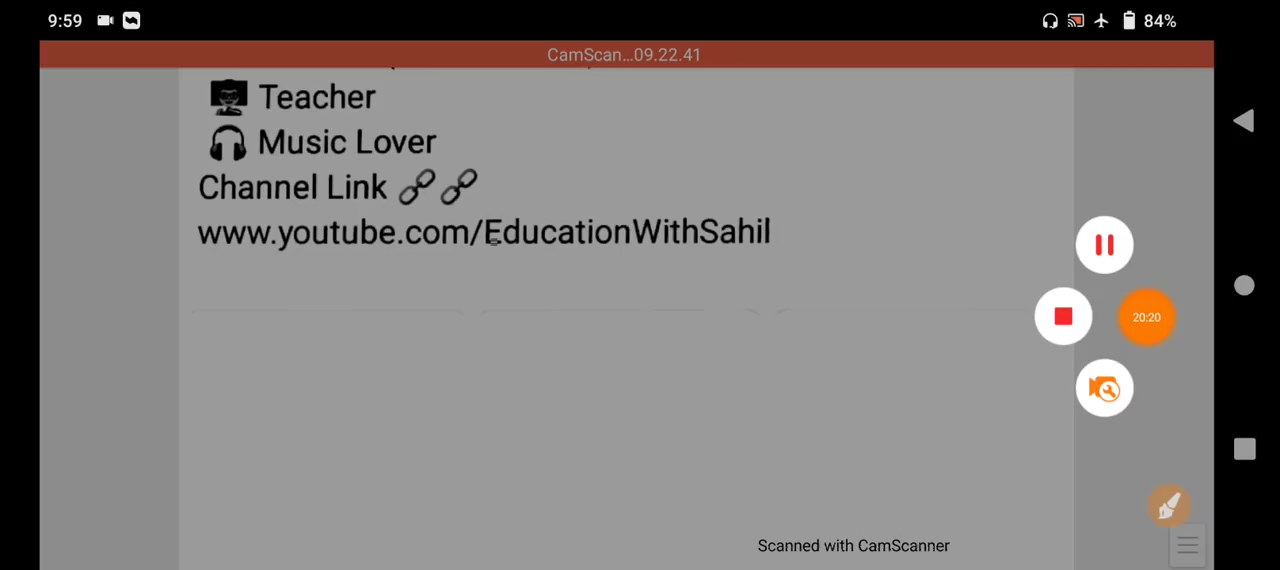 9:59
84%
CamScan...09.22.41
Teacher
Music Lover
Channel Link
www.youtube.com/EducationWithSahil
20:20
Scanned with CamScanner